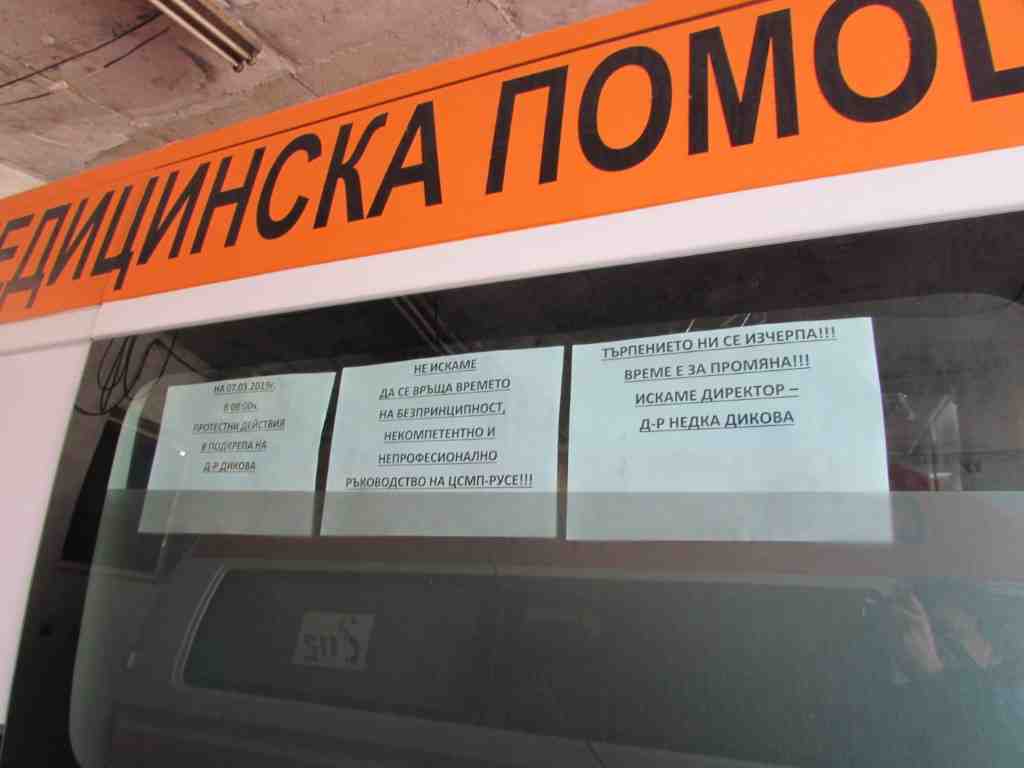 ЕДИЦИНСКА ПОМОЩ
НА 07.03.2019г.
В 08:00ч.
ПРОТЕСТНИ ДЕЙСТВИЯ
В ПОДКРЕПА НА
Д-Р ДИКОВА
НЕ ИСКАМЕ
ДА СЕ ВРЪЩА ВРЕМЕТО
НА БЕЗПРИНЦИПНОСТ,
НЕКОМПЕТЕНТНО И
НЕПРОФЕСИОНАЛНО
РЪКОВОДСТВО НА ЦСМП-РУСЕ!!!
ТЪРПЕНИЕТО НИ СЕ ИЗЧЕРПА!!!
ВРЕМЕ Е ЗА ПРОМЯНА!!!
ИСКАМЕ ДИРЕКТОР –
Д-Р НЕДКА ДИКОВА
112